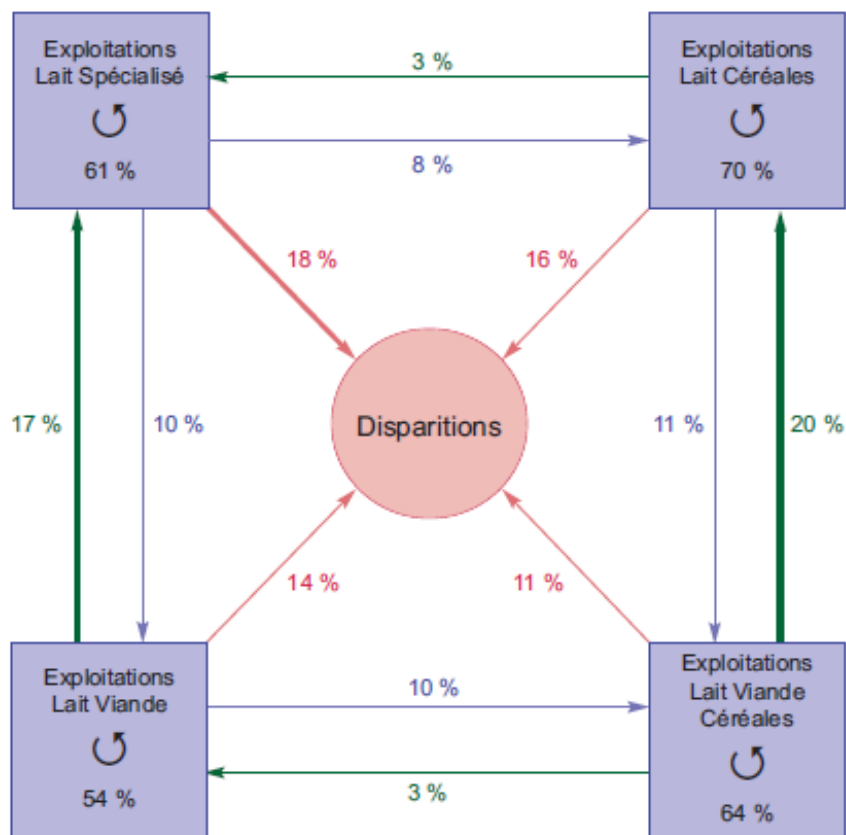 Exploitations
Lait Spécialisé
61 %
3 %
8 %
Exploitations
Lait Céréales
70 %
18 %
16 %
17 %
10 %
Disparitions
11 %
20 %
14 %
11 %
Exploitations
Lait Viande
54 %
10 %
3 %
Exploitations
Lait Viande
Céréales
64 %